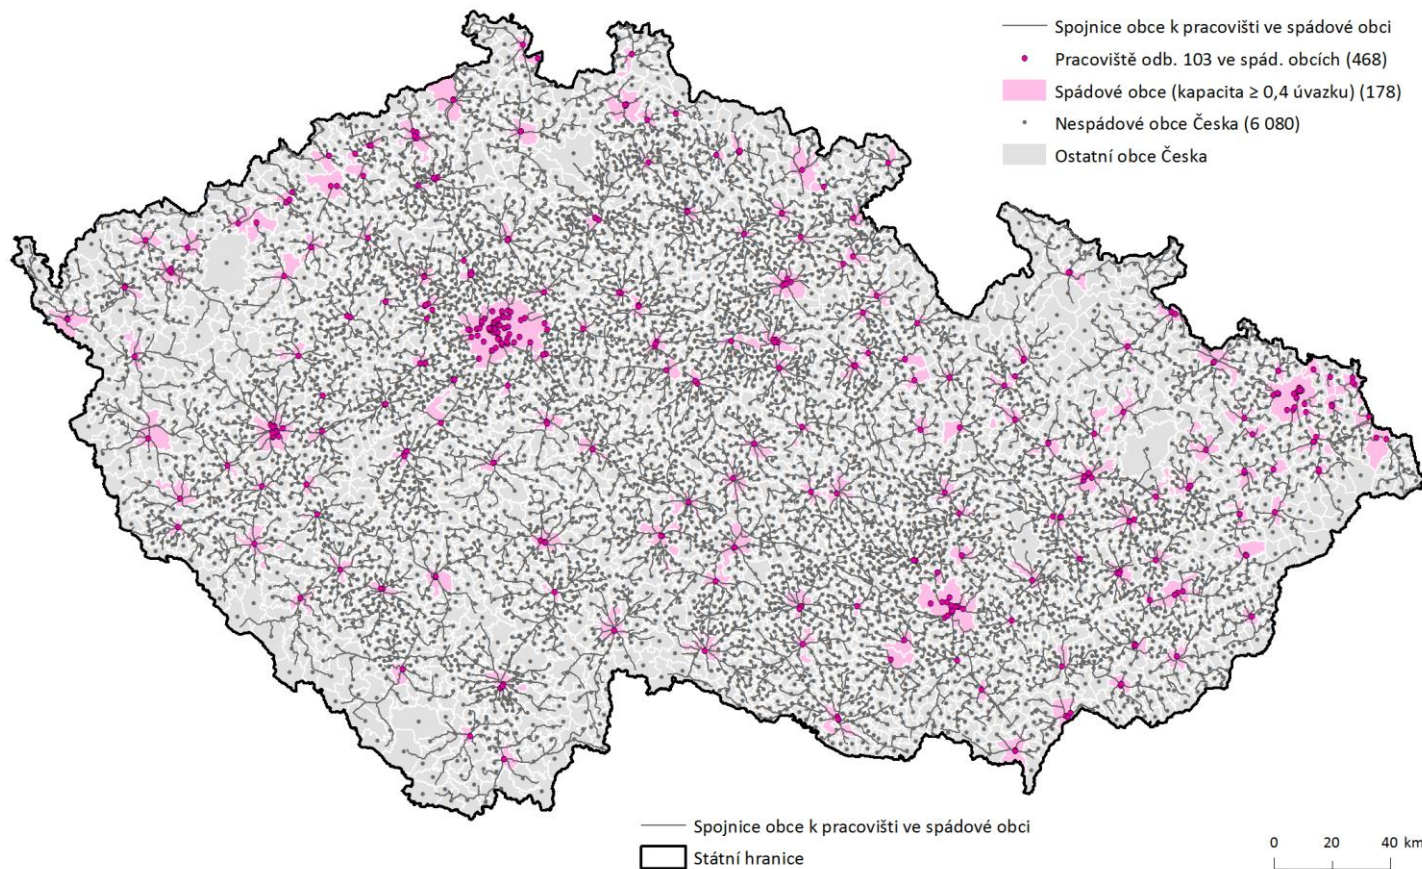 Spojnice obce k pracovišti ve spádové obci
Pracoviště odb. 103 ve spád. obcích (468)
Spádové obce (kapacita ≥ 0,4 úvazku) (178)
Nespádové obce Česka (6 080)
Ostatní obce Česka
Spojnice obce k pracovišti ve spádové obci
Státní hranice
0 20 40 km